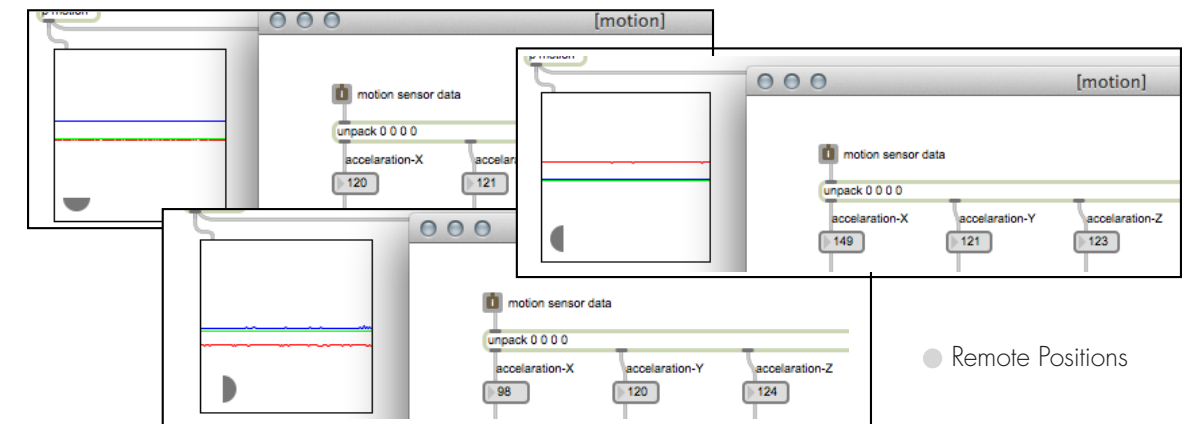 p motion
[motion]
motion sensor data
unpack 0 0 0 0
accelaration-X
accelar
120
121
p motion
[motion]
motion sensor data
unpack 0 0 0 0
accelaration-X
accelaration-Y
accelaration-Z
149
121
123
motion sensor data
unpack 0 0 0 0
accelaration-X
accelaration-Y
accelaration-Z
98
120
124
Remote Positions